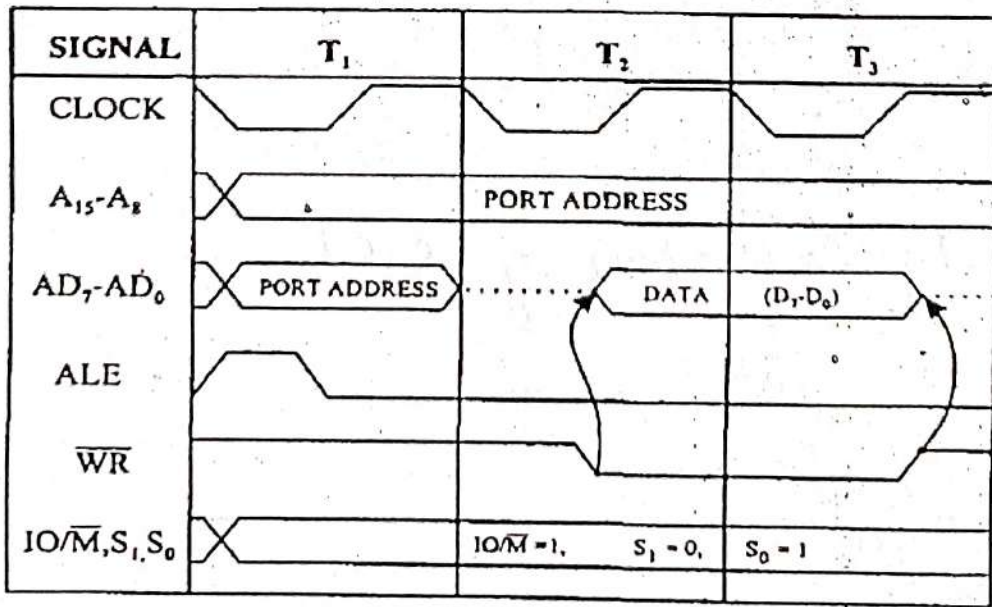 SIGNAL T₁ T₂ T₃
CLOCK
A₁₅-A₈ PORT ADDRESS
AD₇-AD₀ PORT ADDRESS DATA (D₇-D₀)
ALE
W̅R̅
IO/M̅,S₁,S₀ IO/M̅ =1, S₁ =0, S₀ = 1